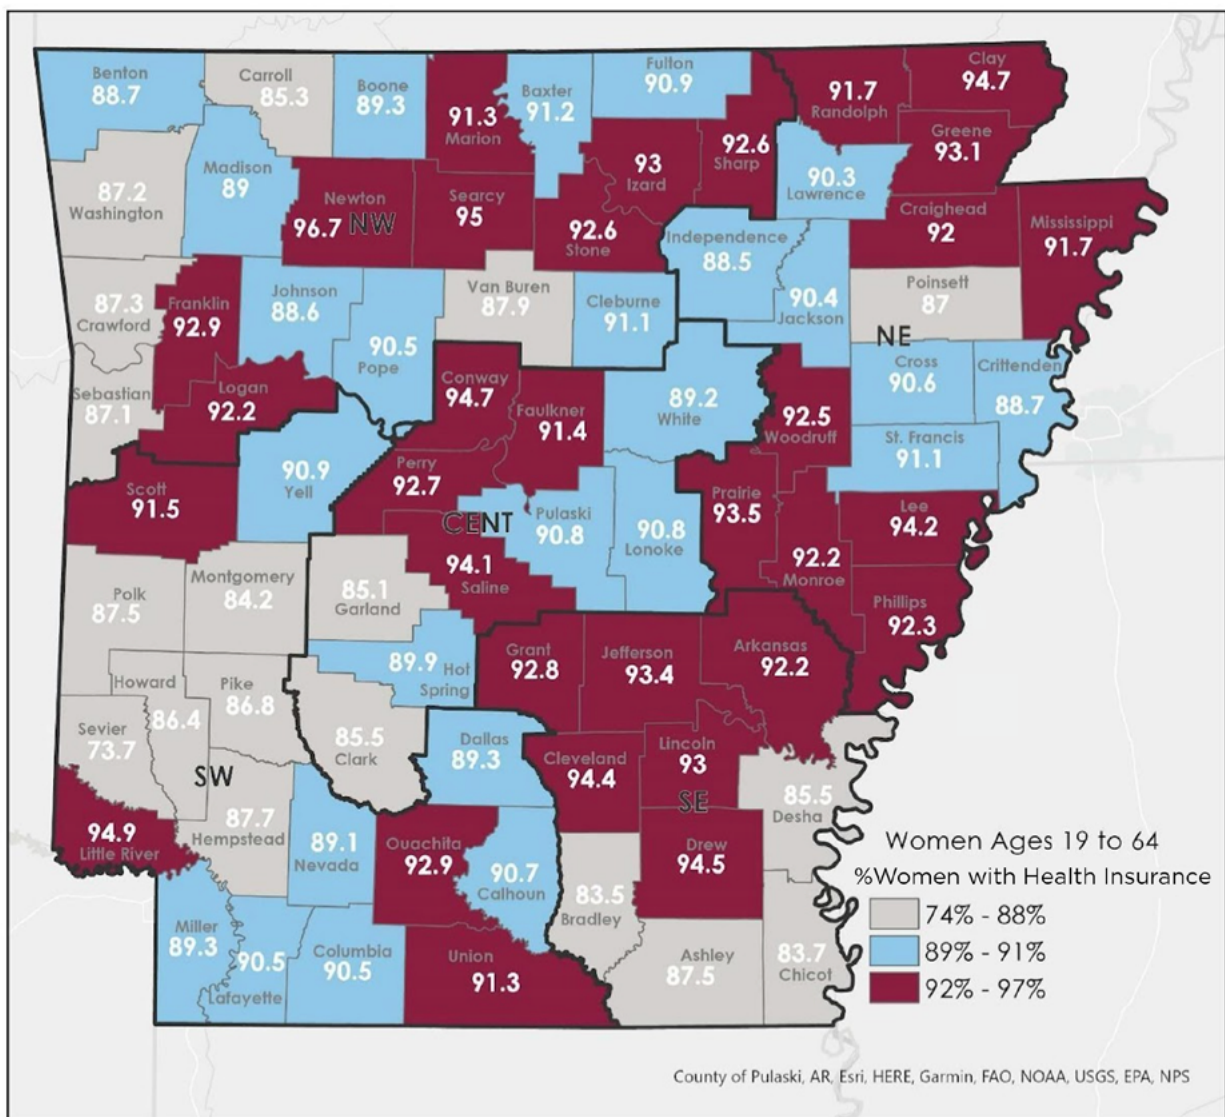 Benton
88.7
Carroll
85.3
Boone
89.3
91.3
Marion
Baxter
91.2
Fulton
90.9
92.6
Sharp
91.7
Randolph
Clay
94.7
Greene
93.1
87.2
Washington
Madison
89
Newton
96.7
NW
Searcy
95
93
Izard
92.6
Stone
90.3
Lawrence
Craighead
92
Mississippi
91.7
Independence
88.5
90.4
Jackson
Poinsett
87
NE
87.3
Crawford
Franklin
92.9
Johnson
88.6
90.5
Pope
Van Buren
87.9
Cleburne
91.1
Sebastian
87.1
Logan
92.2
Conway
94.7
Faulkner
91.4
89.2
White
92.5
Woodruff
Cross
90.6
Crittenden
88.7
St. Francis
91.1
Scott
91.5
90.9
Yell
Perry
92.7
CENT
Pulaski
90.8
90.8
Lonoke
Prairie
93.5
92.2
Monroe
Lee
94.2
Phillips
92.3
94.1
Saline
Polk
87.5
Montgomery
84.2
85.1
Garland
89.9
Hot
Spring
Grant
92.8
Jefferson
93.4
Arkansas
92.2
Howard
86.4
Pike
86.8
Sevier
73.7
85.5
Clark
Dallas
89.3
Cleveland
94.4
Lincoln
93
SE
85.5
Desha
SW
94.9
Little River
87.7
Hempstead
89.1
Nevada
Ouachita
92.9
90.7
Calhoun
83.5
Bradley
Drew
94.5
Miller
89.3
90.5
Lafayette
Columbia
90.5
Union
91.3
Ashley
87.5
83.7
Chicot
Women Ages 19 to 64
%Women with Health Insurance
74% - 88%
89% - 91%
92% - 97%
County of Pulaski, AR, Esri, HERE, Garmin, FAO, NOAA, USGS, EPA, NPS